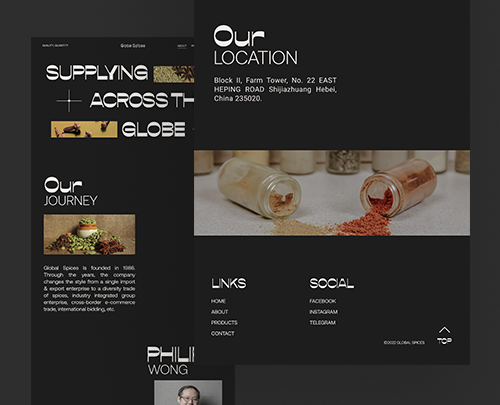 QUALITY, QUANTITY
Global Spices
ABOUT
SUPPLYING
ACROSS TH
GLOBE
Our
JOURNEY
Global Spices is founded in 1986.
Through the years, the company
changes the style from a single import
& export enterprise to a diversity trade
of spices, industry integrated group
enterprise, cross-border e-commerce
trade, international bidding, etc.
PHILI
WONG
Our
LOCATION
Block II, Farm Tower, No. 22 EAST
HEPING ROAD Shijiazhuang Hebei,
China 235020.
LINKS
HOME
ABOUT
PRODUCTS
CONTACT
SOCIAL
FACEBOOK
INSTAGRAM
TELEGRAM
©2022 GLOBAL SPICES
TOP